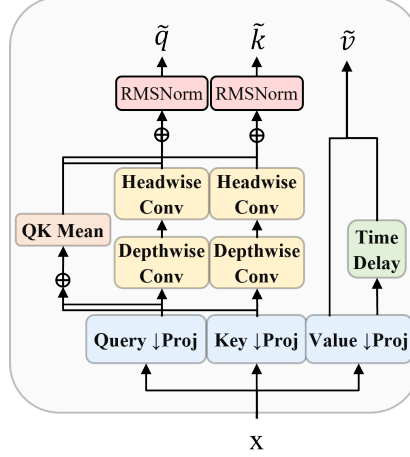 q̃ k̃ ṽ
RMSNorm RMSNorm
⊕ ⊕
Headwise Conv Headwise Conv
QK Mean
Depthwise Conv Depthwise Conv
Time Delay
⊕
Query ↓Proj Key ↓Proj Value ↓Proj
x